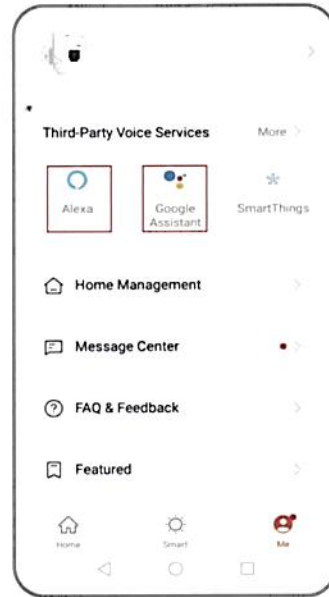 Third-Party Voice Services
More
Alexa
Google
Assistant
SmartThings
Home Management
Message Center
FAQ & Feedback
Featured
Home
Smart
Me